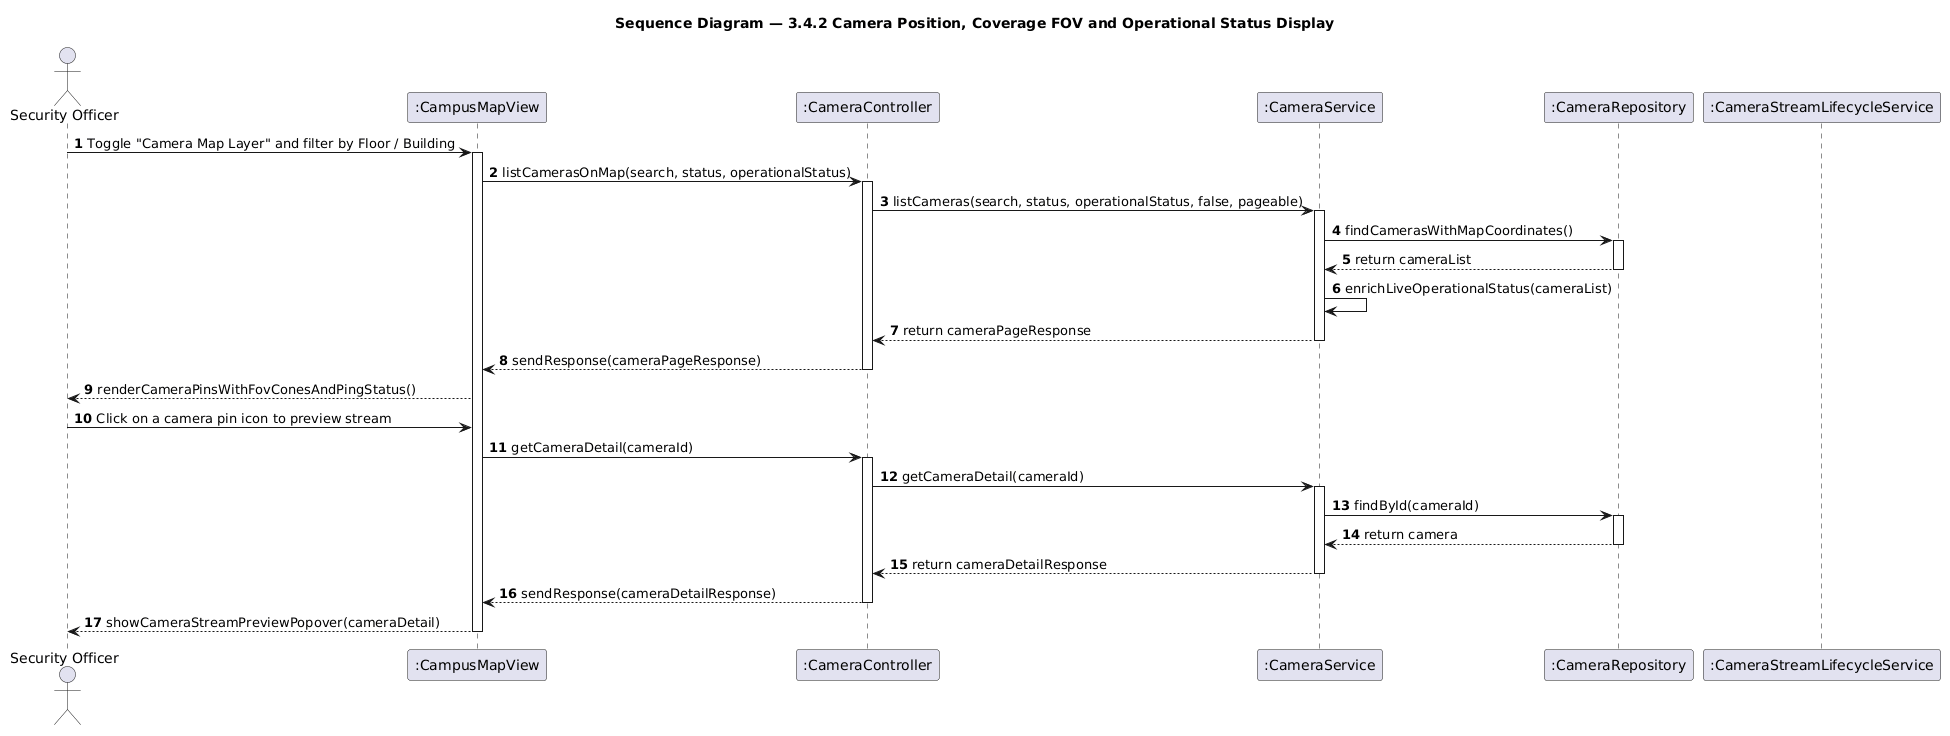 Sequence Diagram — 3.4.2 Camera Position, Coverage FOV and Operational Status Display
Security Officer
:CampusMapView
:CameraController
:CameraService
:CameraRepository
:CameraStreamLifecycleService
1 Toggle "Camera Map Layer" and filter by Floor / Building
2 listCamerasOnMap(search, status, operationalStatus)
3 listCameras(search, status, operationalStatus, false, pageable)
4 findCamerasWithMapCoordinates()
5 return cameraList
6 enrichLiveOperationalStatus(cameraList)
7 return cameraPageResponse
8 sendResponse(cameraPageResponse)
9 renderCameraPinsWithFovConesAndPingStatus()
10 Click on a camera pin icon to preview stream
11 getCameraDetail(cameraId)
12 getCameraDetail(cameraId)
13 findById(cameraId)
14 return camera
15 return cameraDetailResponse
16 sendResponse(cameraDetailResponse)
17 showCameraStreamPreviewPopover(cameraDetail)
Security Officer
:CampusMapView
:CameraController
:CameraService
:CameraRepository
:CameraStreamLifecycleService